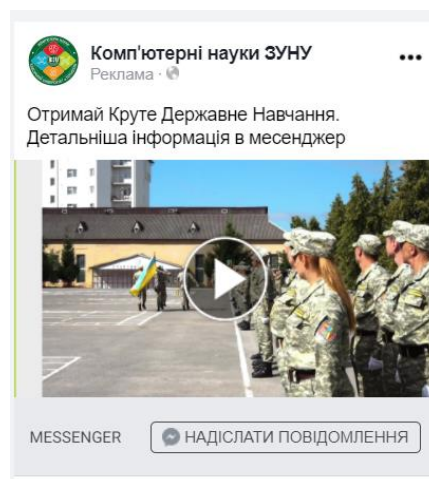 Комп'ютерні науки ЗУНУ
Реклама ·
Отримай Круте Державне Навчання.
Детальніша інформація в месенджер
MESSENGER
НАДІСЛАТИ ПОВІДОМЛЕННЯ